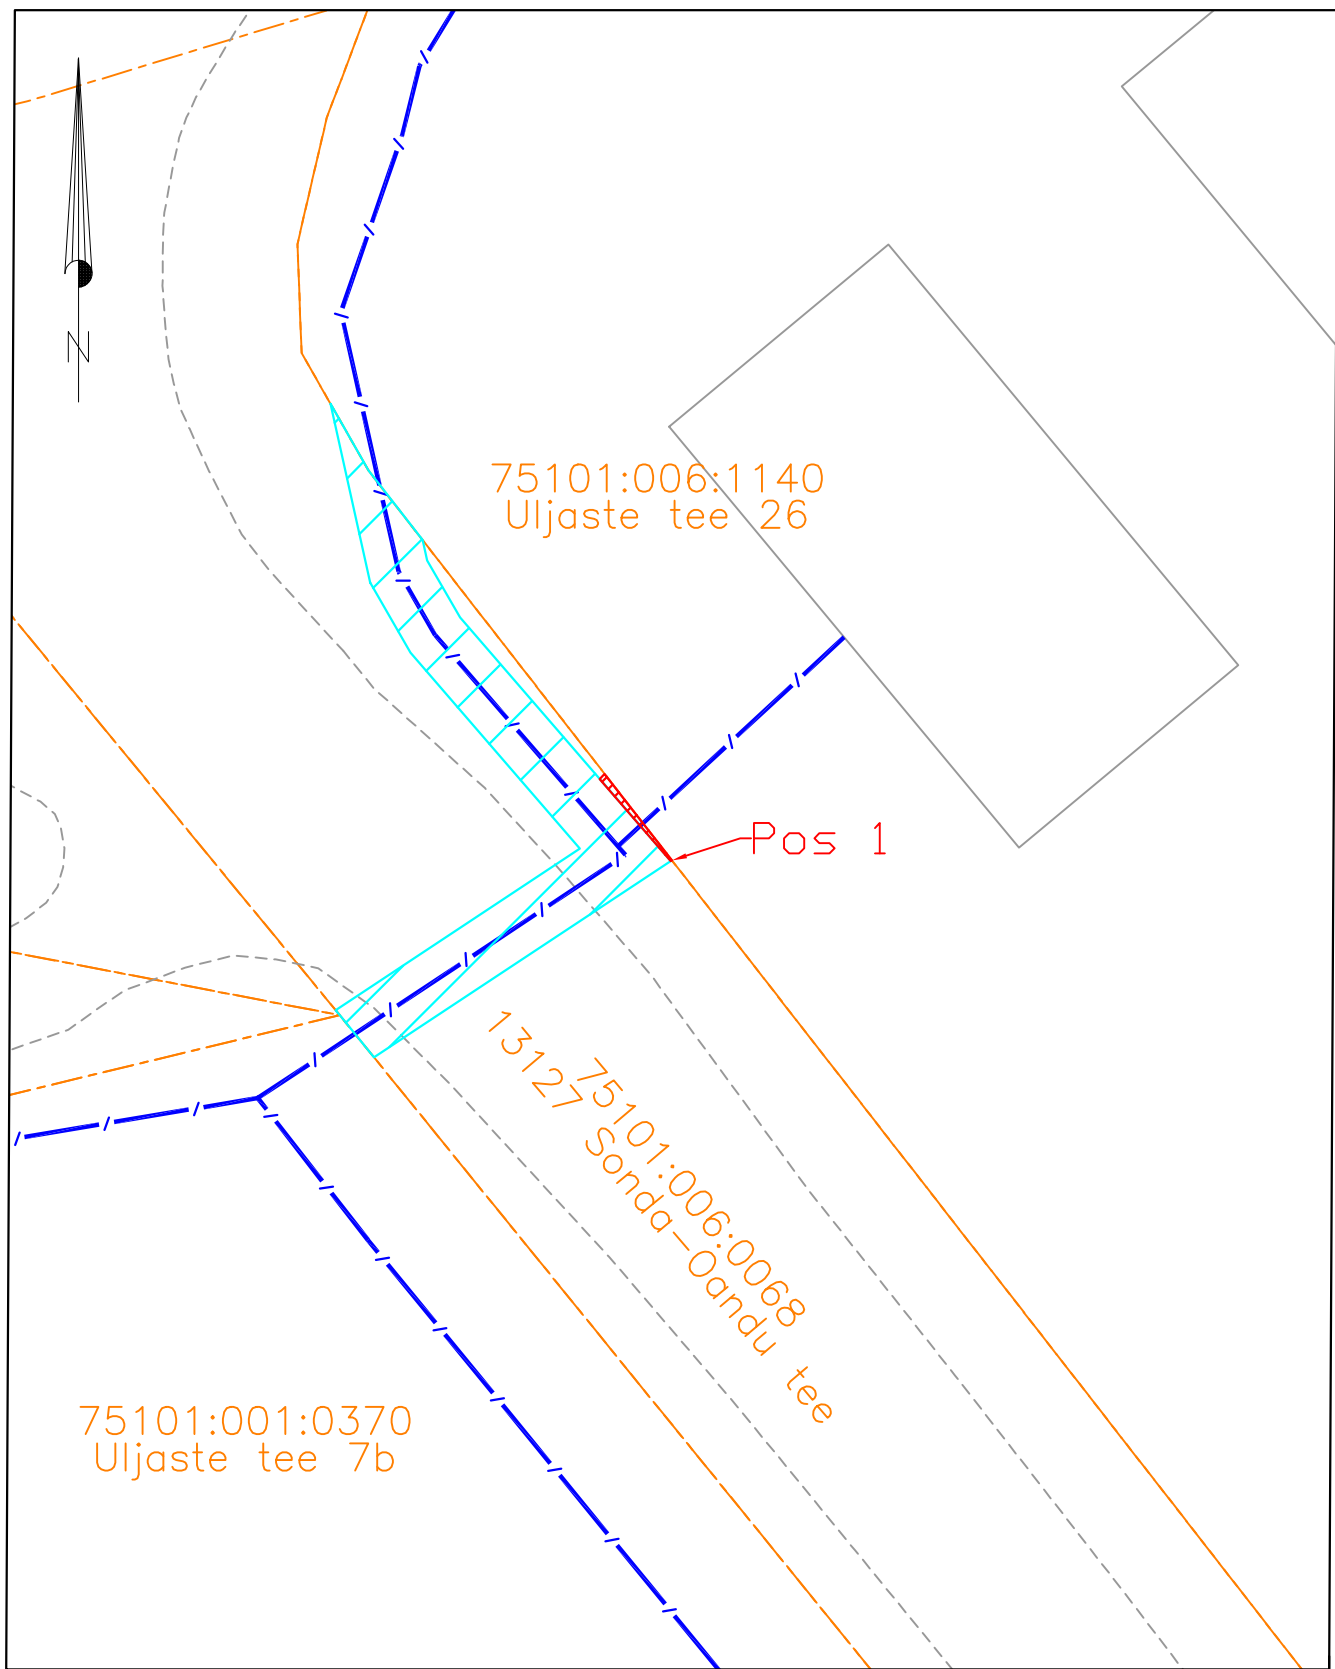 N
75101:006:1140
Uljaste tee 26
Pos 1
75101:006:0068
13127 Sonda-Oandu tee
75101:001:0370
Uljaste tee 7b